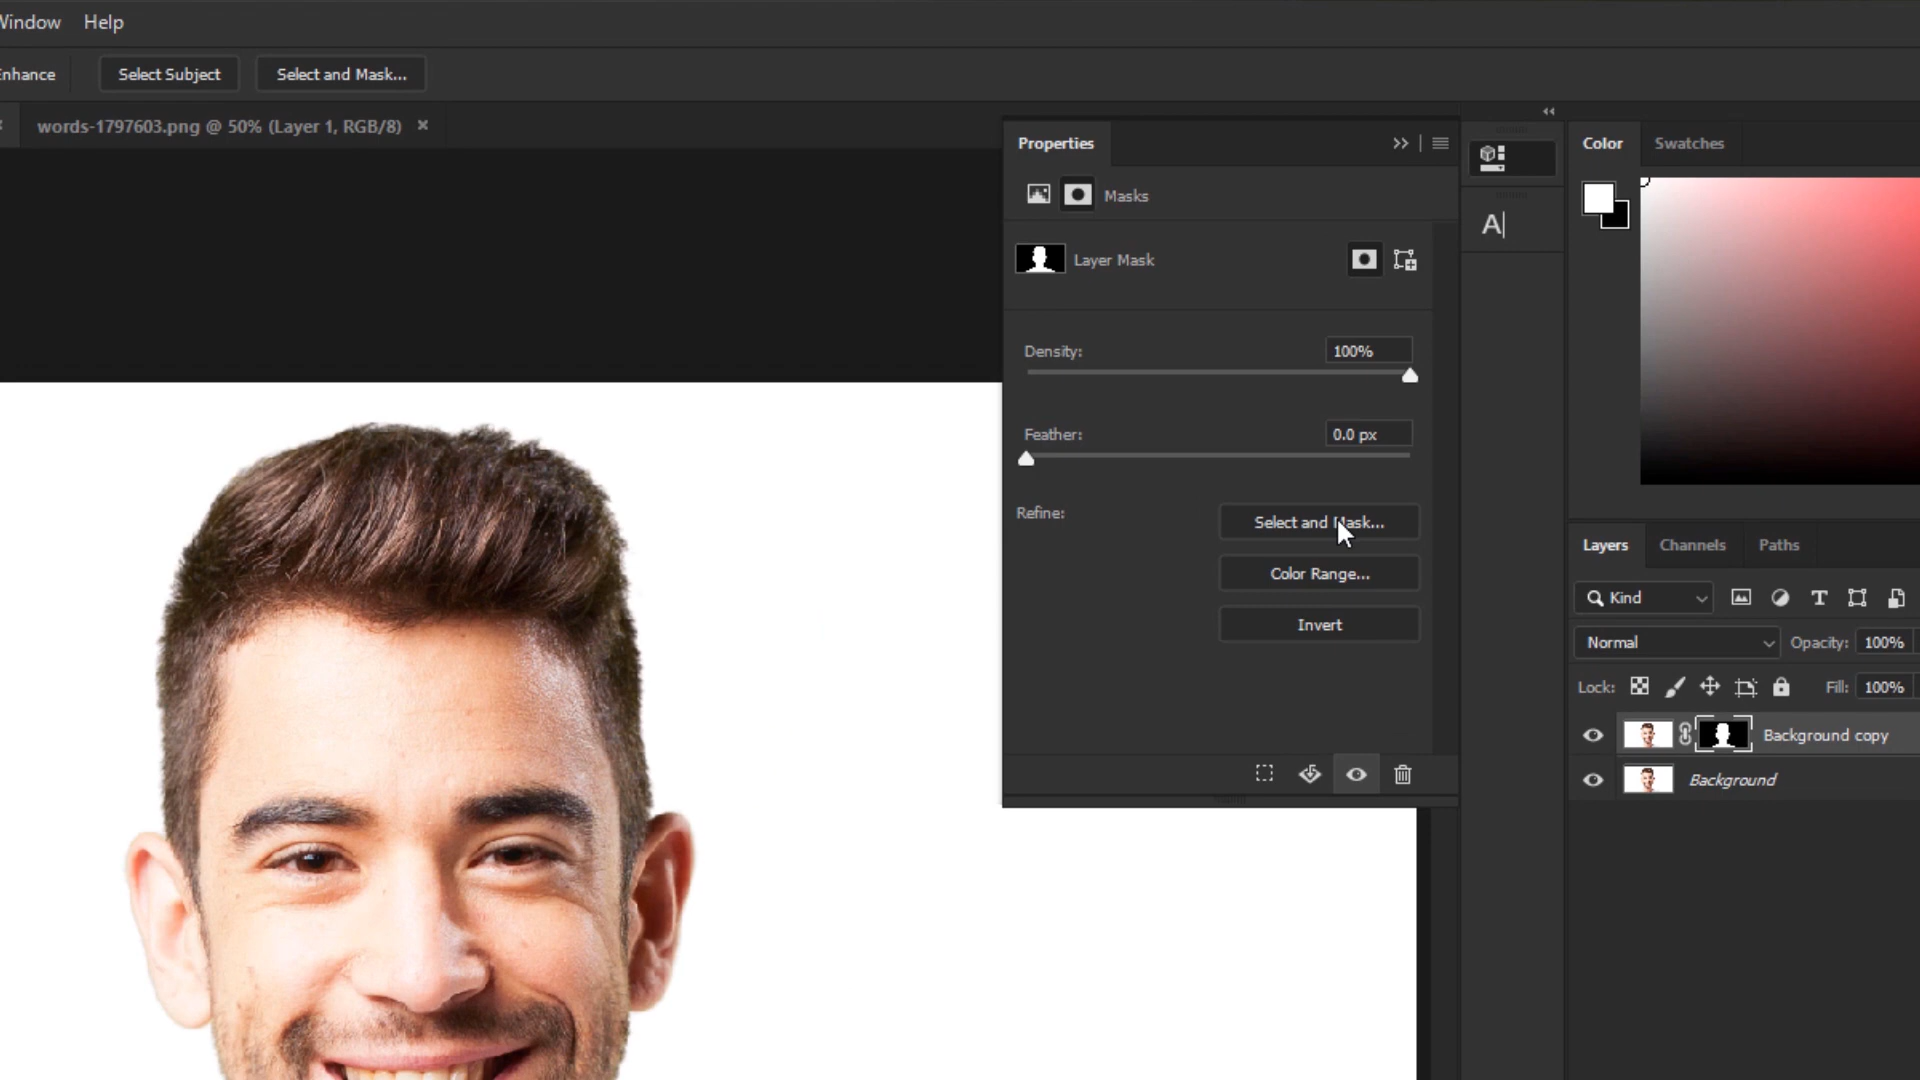 Window Help
Enhance Select Subject Select and Mask...
words-1797603.png @ 50% (Layer 1, RGB/8) ×
Properties
Masks
Layer Mask
Density: 100%
Feather: 0.0 px
Refine: Select and Mask...
Color Range...
Invert
A
Color Swatches
Layers Channels Paths
Kind T
Normal Opacity: 100%
Lock: Fill: 100%
Background copy
Background